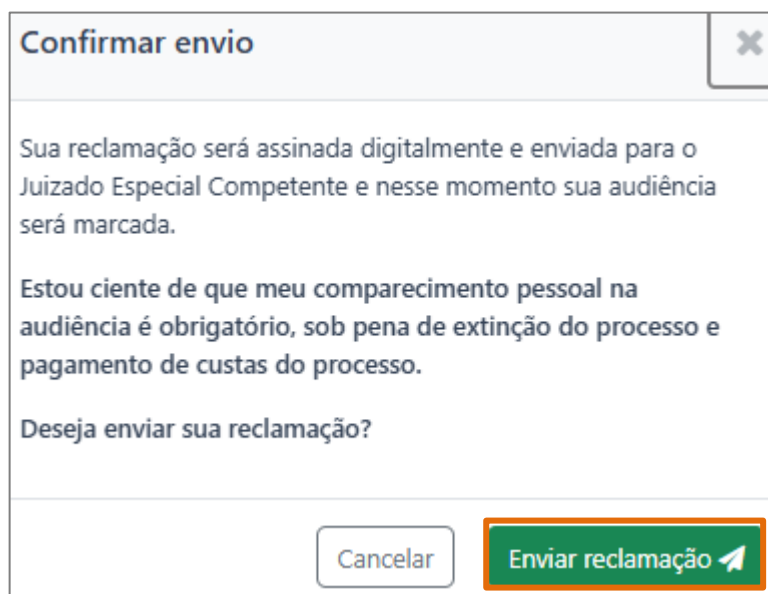 Confirmar envio
Sua reclamação será assinada digitalmente e enviada para o
Juizado Especial Competente e nesse momento sua audiência
será marcada.
Estou ciente de que meu comparecimento pessoal na
audiência é obrigatório, sob pena de extinção do processo e
pagamento de custas do processo.
Deseja enviar sua reclamação?
Cancelar
Enviar reclamação